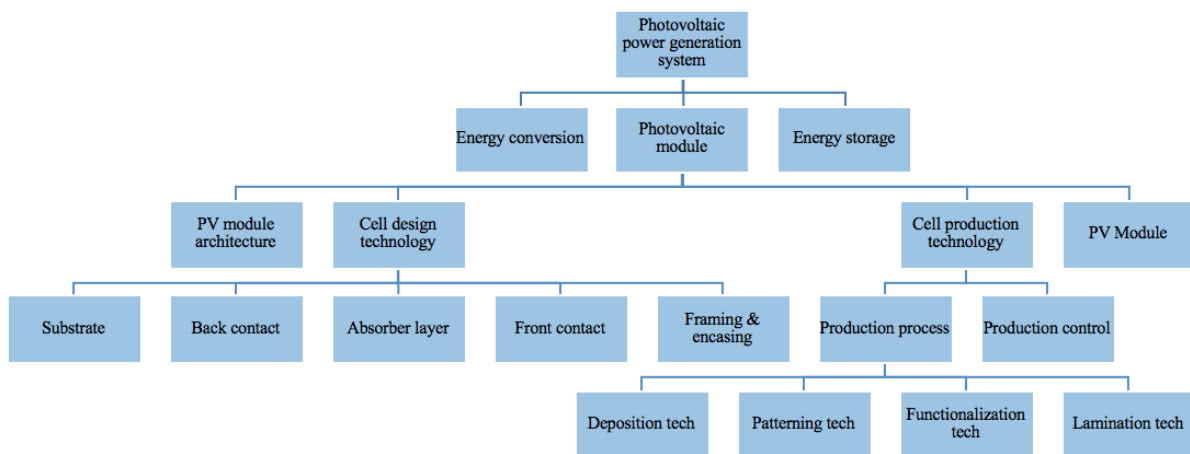 Photovoltaic
power generation
system
Energy conversion
Photovoltaic
module
Energy storage
PV module
architecture
Cell design
technology
Cell production
technology
PV Module
Substrate
Back contact
Absorber layer
Front contact
Framing &
encasing
Production process
Production control
Deposition tech
Patterning tech
Functionalization
tech
Lamination tech